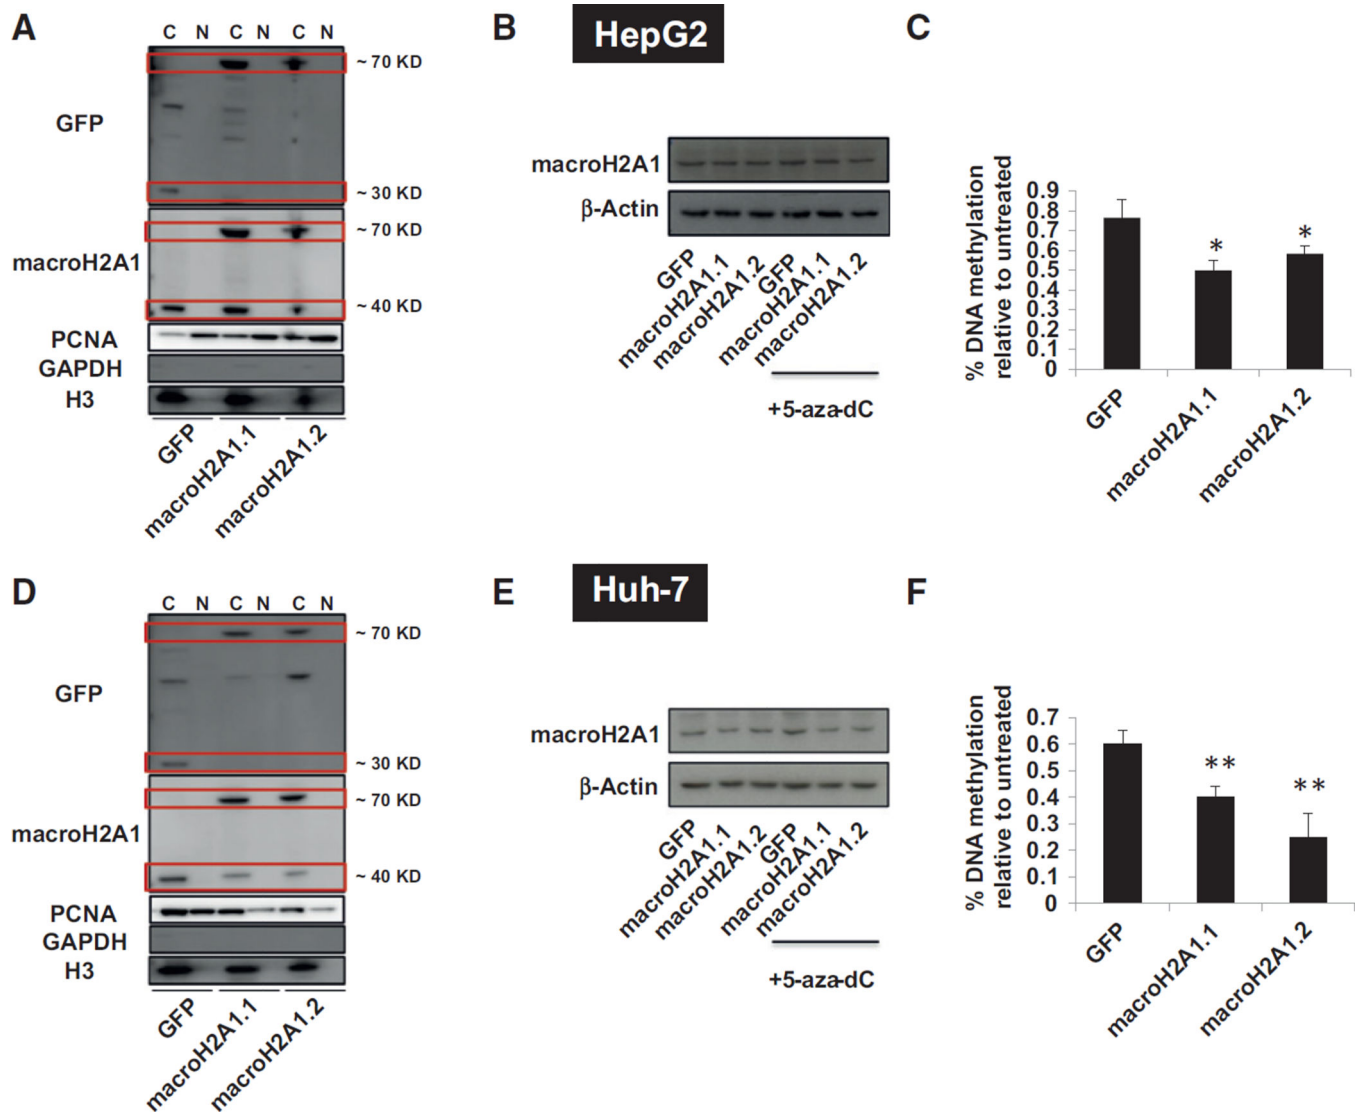 A
C N C N C N
~ 70 KD
GFP
~ 30 KD
~ 70 KD
macroH2A1
~ 40 KD
PCNA
GAPDH
H3
GFP
macroH2A1.1
macroH2A1.2
B
HepG2
macroH2A1
β-Actin
GFP
macroH2A1.1
macroH2A1.2
GFP
macroH2A1.1
macroH2A1.2
+5-aza-dC
C
% DNA methylation
relative to untreated
0.9
0.8
0.7
0.6
0.5
0.4
0.3
0.2
0.1
0
*
*
GFP
macroH2A1.1
macroH2A1.2
D
C N C N C N
~ 70 KD
GFP
~ 30 KD
~ 70 KD
macroH2A1
~ 40 KD
PCNA
GAPDH
H3
GFP
macroH2A1.1
macroH2A1.2
E
Huh-7
macroH2A1
β-Actin
GFP
macroH2A1.1
macroH2A1.2
GFP
macroH2A1.1
macroH2A1.2
+5-aza-dC
F
% DNA methylation
relative to untreated
0.7
0.6
0.5
0.4
0.3
0.2
0.1
0
**
**
GFP
macroH2A1.1
macroH2A1.2